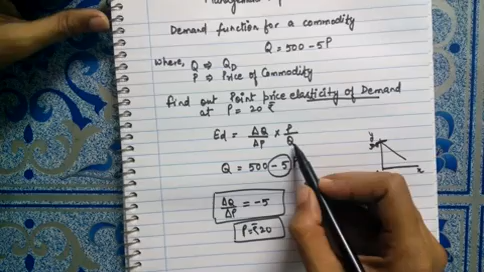 Demand function for a commodity
Q = 500 - 5P
Where, Q ⇒ QD
P ⇒ Price of Commodity
Find out Point price elasticity of Demand
at P = 20 ₹
Ed = ΔQ/ΔP × P/Q
Q = 500 - 5
ΔQ/ΔP = -5
P = ₹20
x